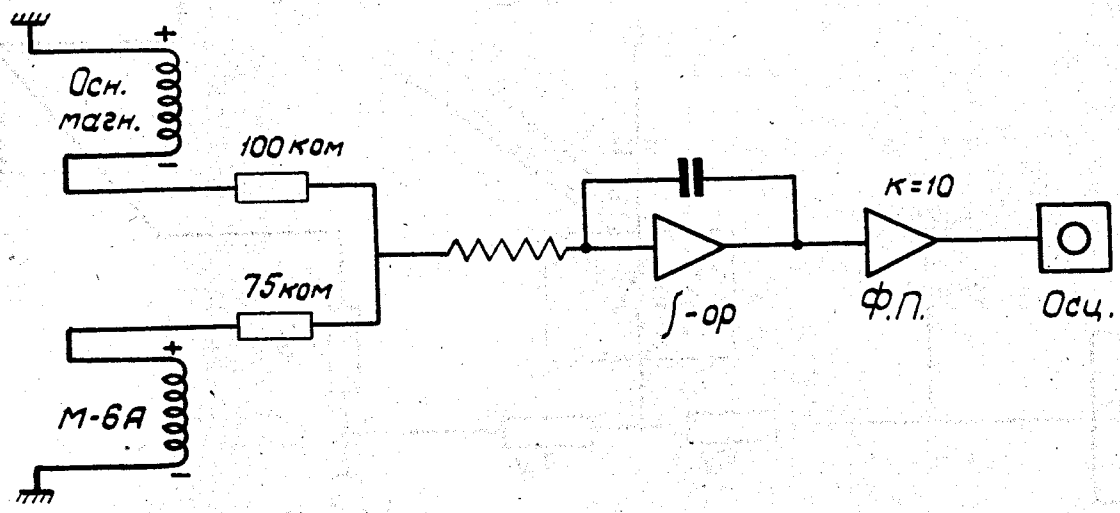 +
Осн.
магн.
−
100 ком
75 ком
+
М-6А
−
∫-ор
к=10
Ф.П.
Осц.